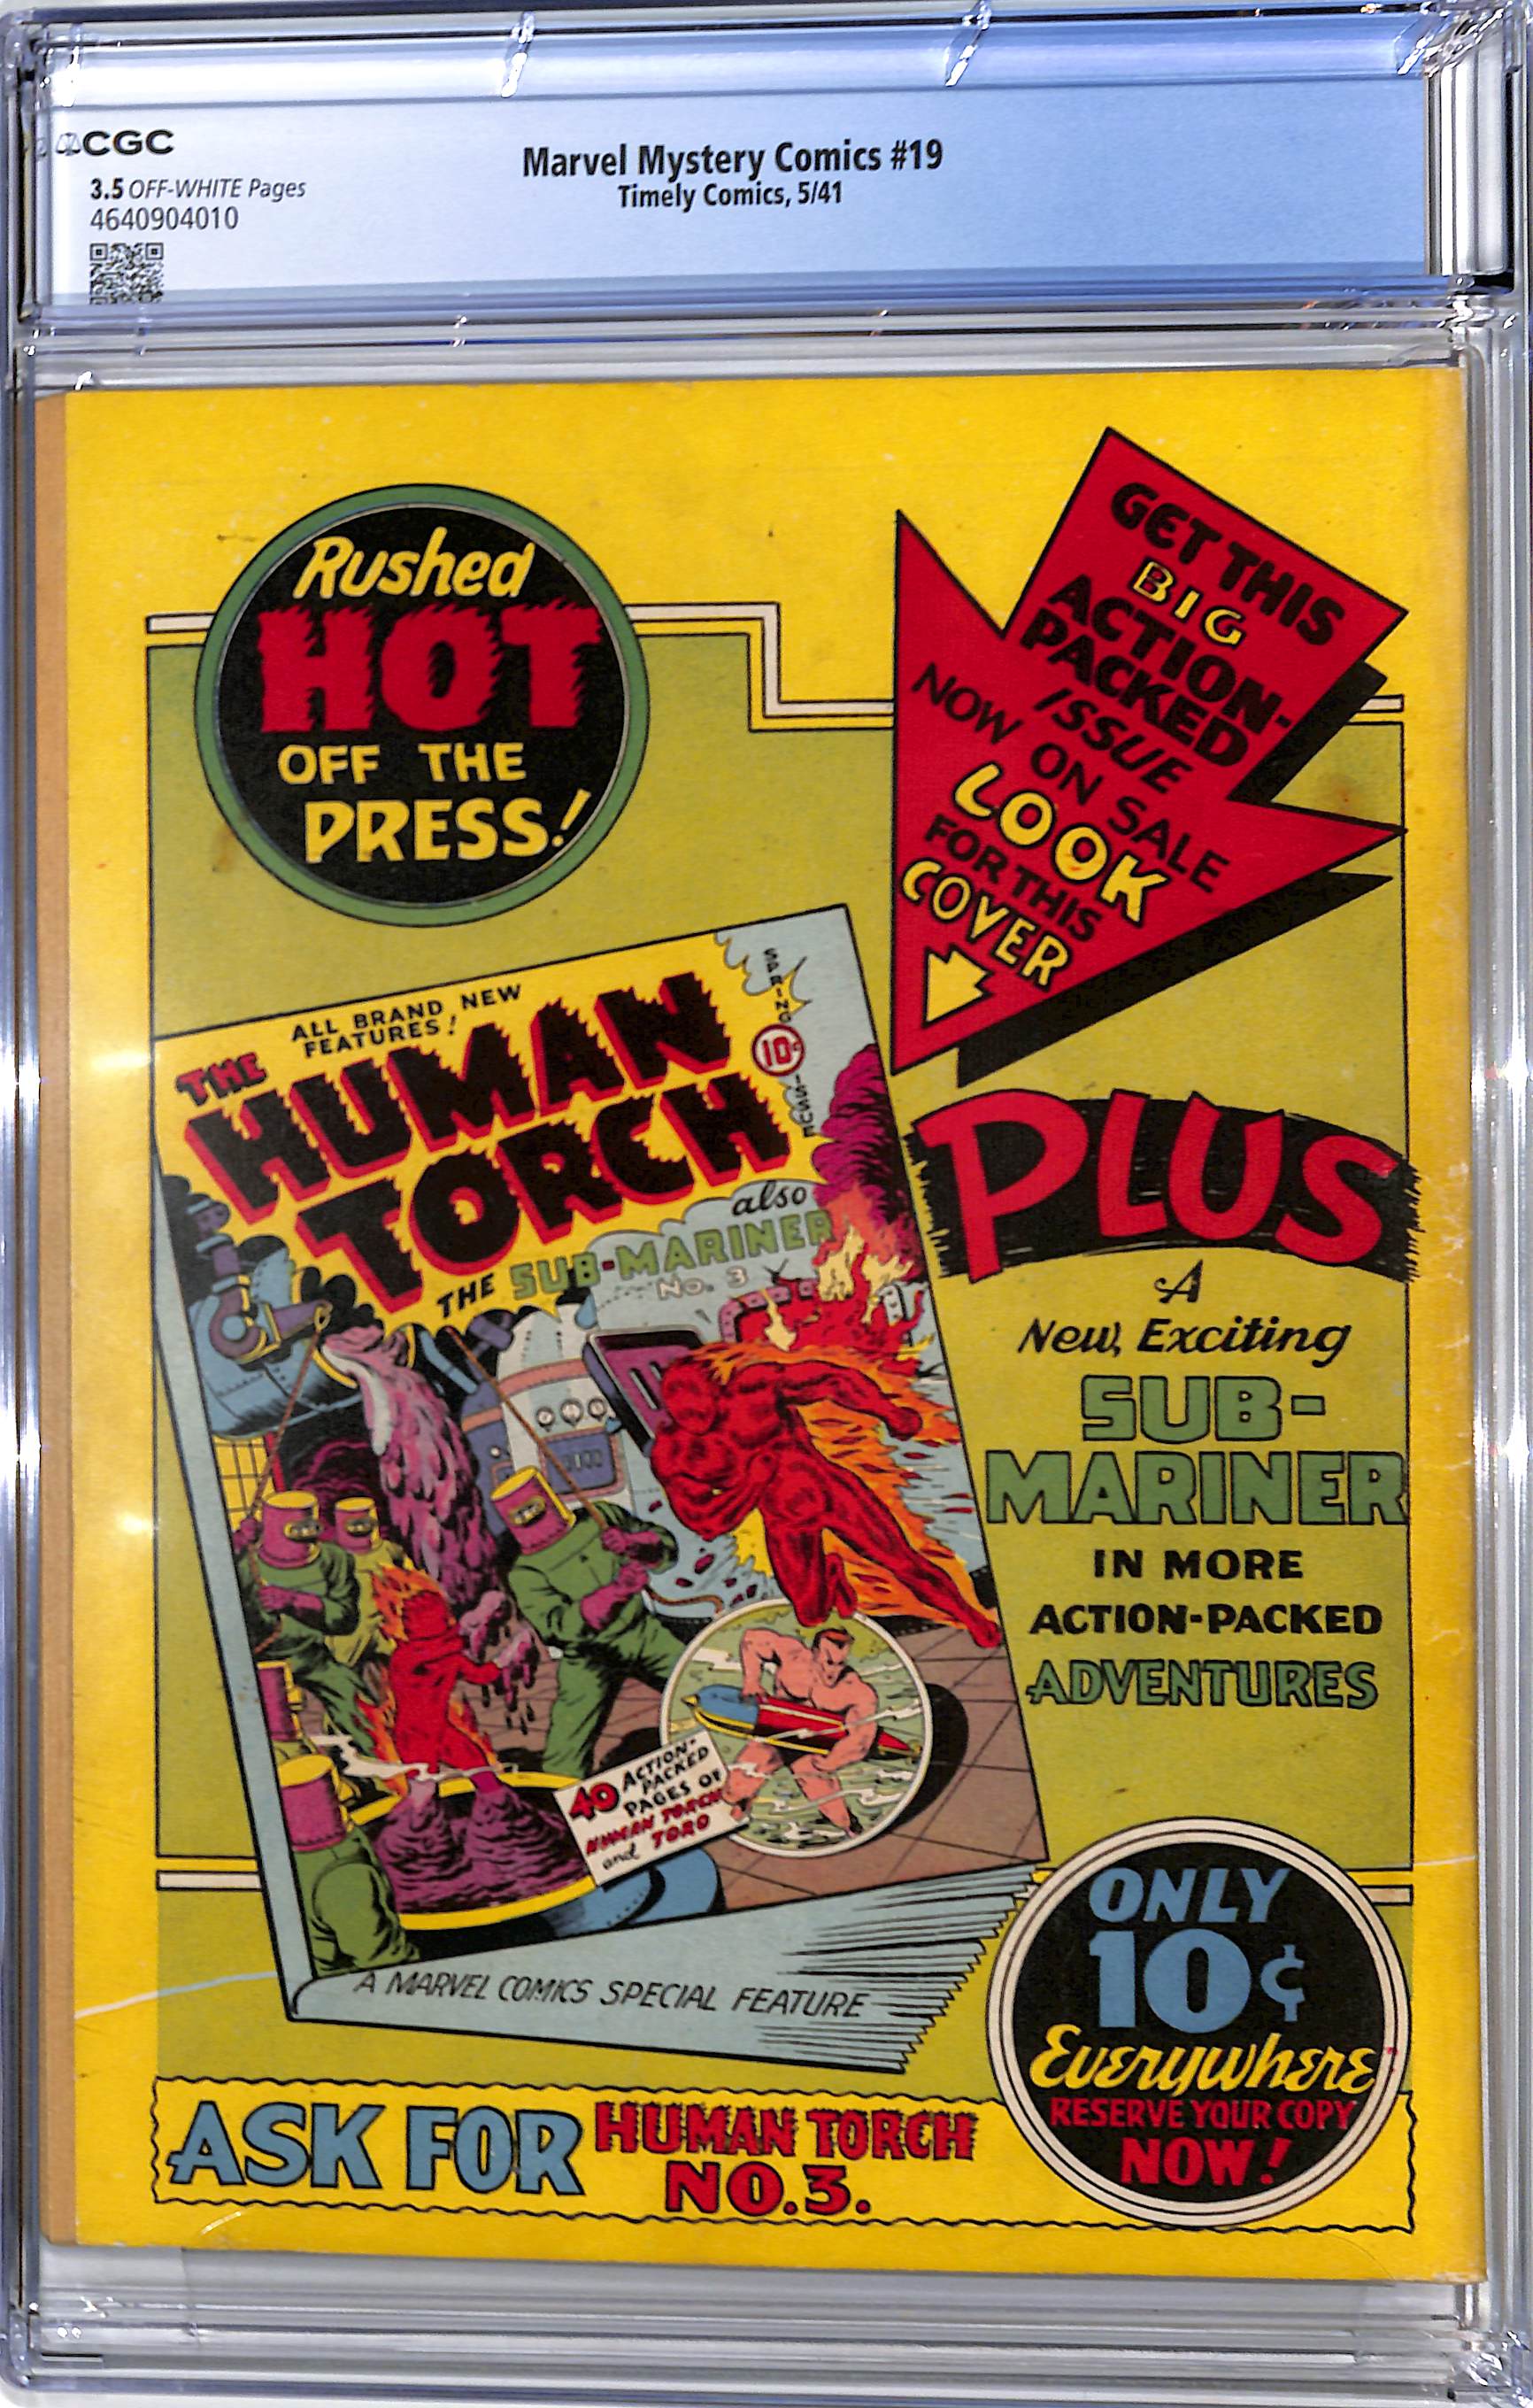 CGC
3.5 OFF-WHITE Pages
4640904010
Marvel Mystery Comics #19
Timely Comics, 5/41
Rushed
HOT
OFF THE
PRESS!
GET THIS
BIG
ACTION-
PACKED
ISSUE
NOW ON SALE
LOOK
FOR THIS
COVER
ALL BRAND NEW
FEATURES!
SPRING
10¢
ISSUE
THE
HUMAN
TORCH
also
THE SUB-MARINER
No. 3
40 ACTION-
PACKED
PAGES OF
HUMAN TORCH
and TORO
A MARVEL COMICS SPECIAL FEATURE
PLUS
A
New, Exciting
SUB-
MARINER
IN MORE
ACTION-PACKED
ADVENTURES
ONLY
10¢
Everywhere
RESERVE YOUR COPY
NOW!
ASK FOR HUMAN TORCH
NO.3.